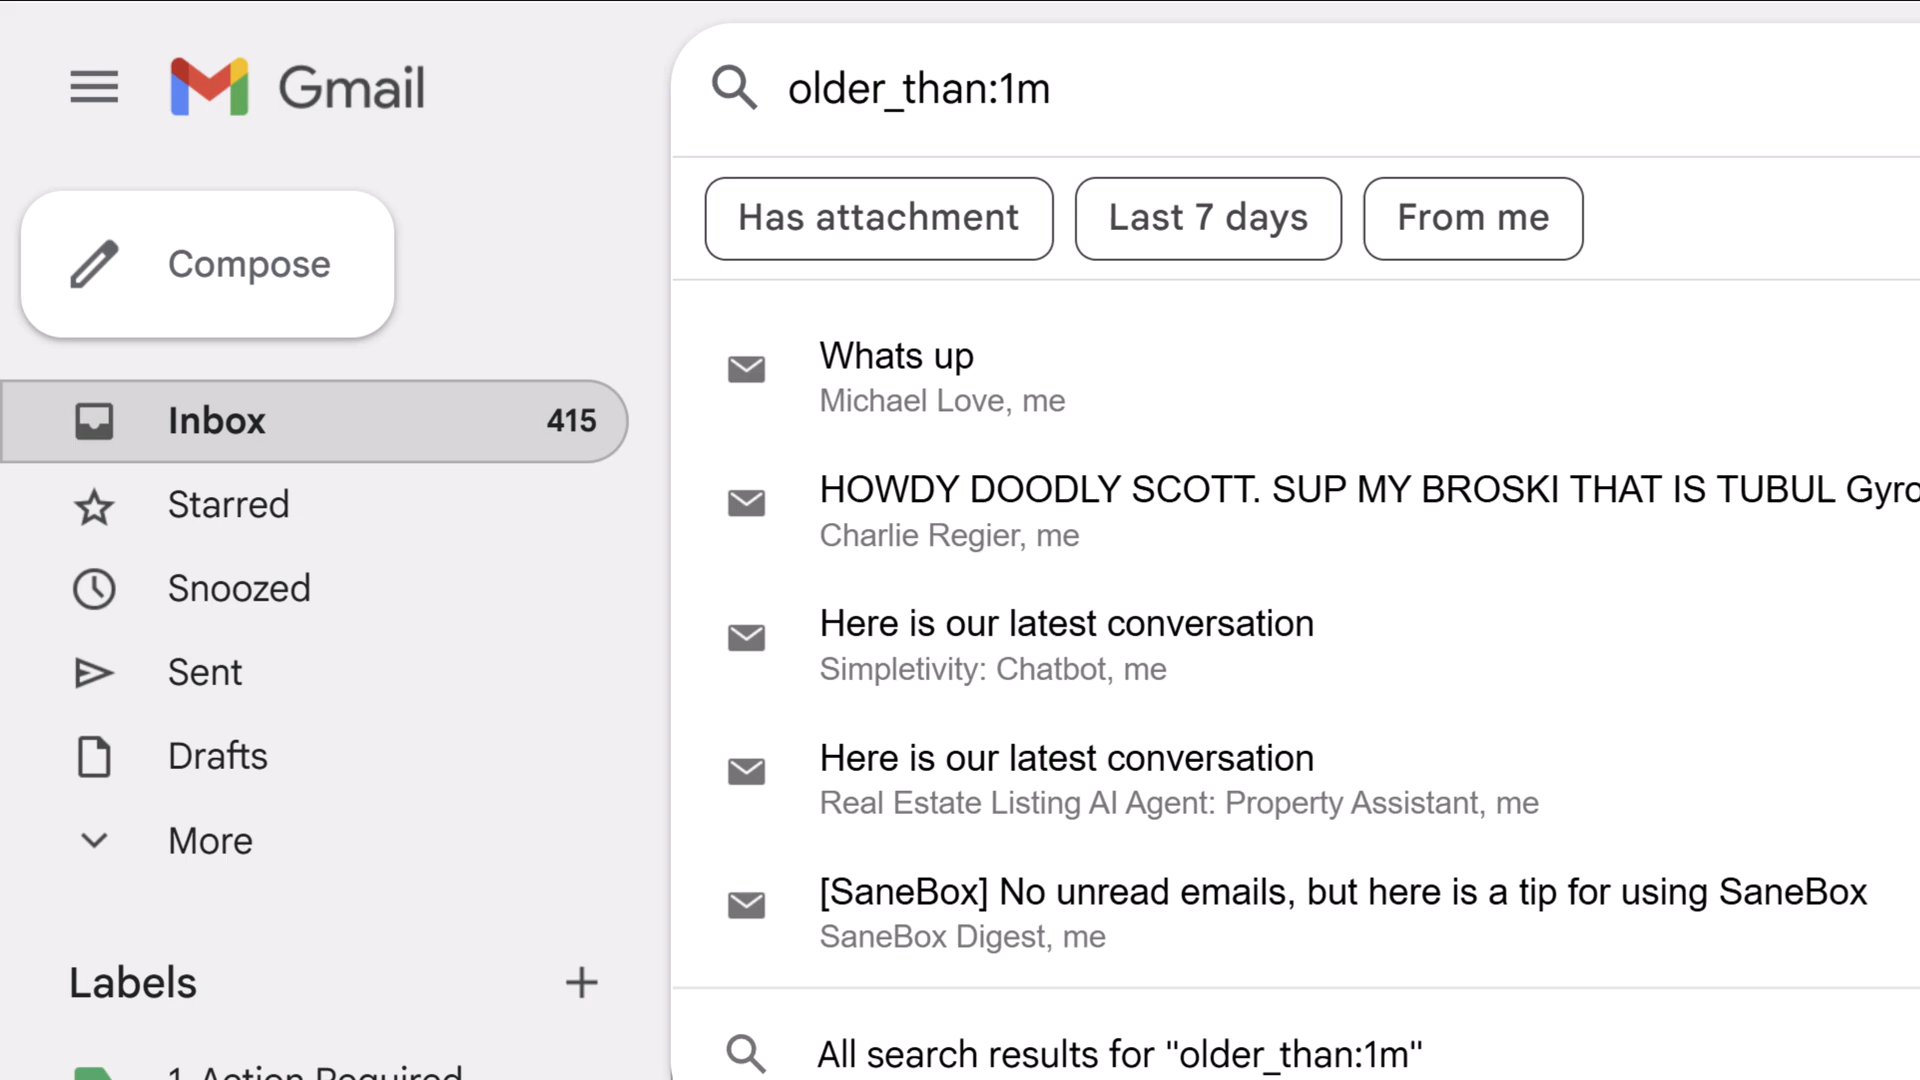 Gmail
older_than:1m
Has attachment
Last 7 days
From me
Compose
Inbox
415
Starred
Snoozed
Sent
Drafts
More
Labels
1. Action Required
Whats up
Michael Love, me
HOWDY DOODLY SCOTT. SUP MY BROSKI THAT IS TUBUL Gyro
Charlie Regier, me
Here is our latest conversation
Simpletivity: Chatbot, me
Here is our latest conversation
Real Estate Listing AI Agent: Property Assistant, me
[SaneBox] No unread emails, but here is a tip for using SaneBox
SaneBox Digest, me
All search results for "older_than:1m"